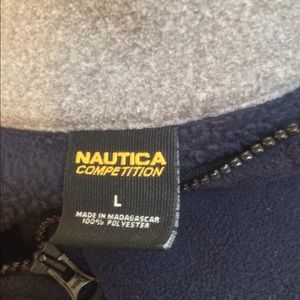 NAUTICA
COMPETITION
L
MADE IN MADAGASCAR
100% POLYESTER